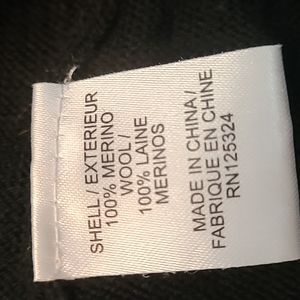 SHELL / EXTERIEUR
100% MERINO
WOOL /
100% LAINE
MERINOS
MADE IN CHINA /
FABRIQUE EN CHINE
RN125324